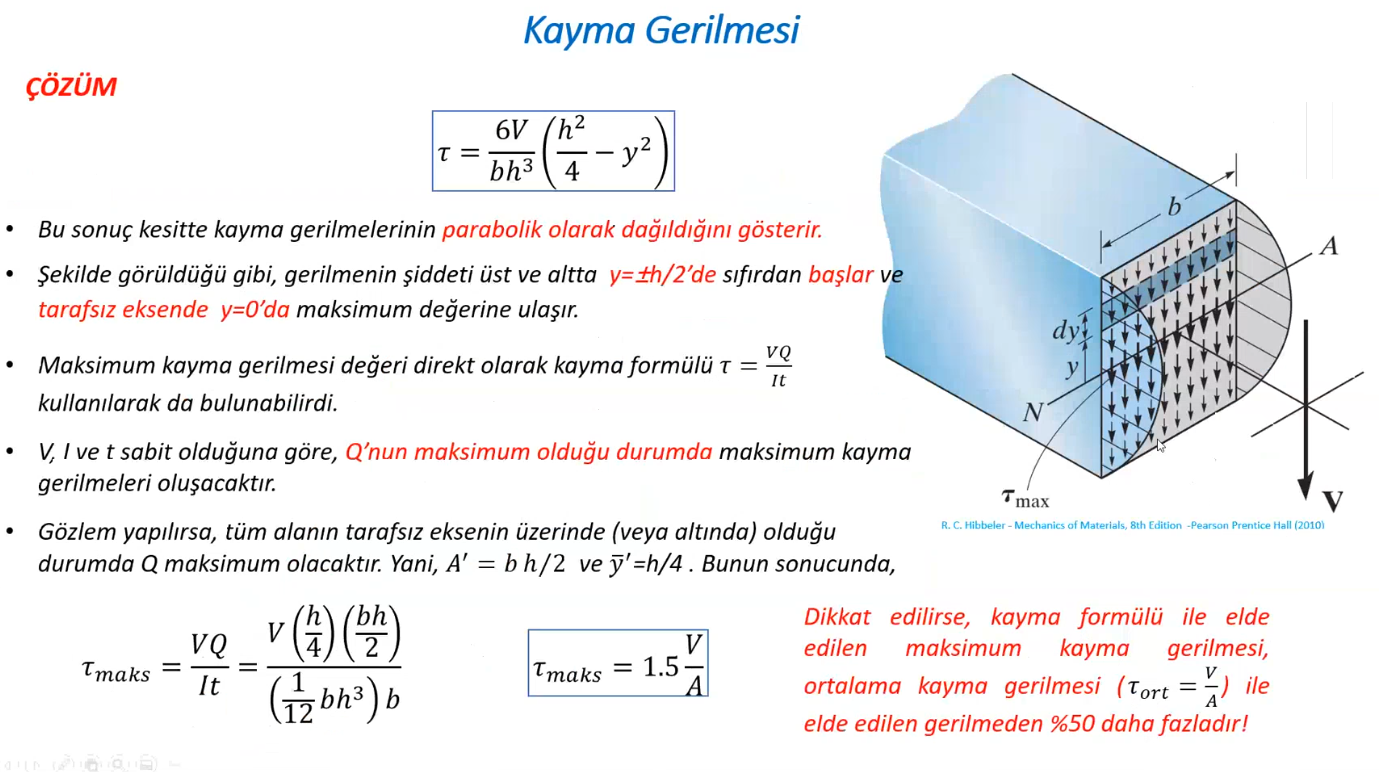 Kayma Gerilmesi
ÇÖZÜM
τ = 6V/bh³ (h²/4 − y²)
• Bu sonuç kesitte kayma gerilmelerinin parabolik olarak dağıldığını gösterir.
• Şekilde görüldüğü gibi, gerilmenin şiddeti üst ve altta y=±h/2’de sıfırdan başlar ve
tarafsız eksende y=0’da maksimum değerine ulaşır.
• Maksimum kayma gerilmesi değeri direkt olarak kayma formülü τ = VQ/It
kullanılarak da bulunabilirdi.
• V, I ve t sabit olduğuna göre, Q’nun maksimum olduğu durumda maksimum kayma
gerilmeleri oluşacaktır.
• Gözlem yapılırsa, tüm alanın tarafsız eksenin üzerinde (veya altında) olduğu
durumda Q maksimum olacaktır. Yani, A′ = b h/2 ve ȳ′=h/4 . Bunun sonucunda,
τmaks = VQ/It = V(h/4)(bh/2) / (1/12 bh³)b
τmaks = 1.5 V/A
b
A
dy
y
N
τmax
V
R. C. Hibbeler - Mechanics of Materials, 8th Edition -Pearson Prentice Hall (2010)
Dikkat edilirse, kayma formülü ile elde
edilen maksimum kayma gerilmesi,
ortalama kayma gerilmesi (τort = V/A) ile
elde edilen gerilmeden %50 daha fazladır!